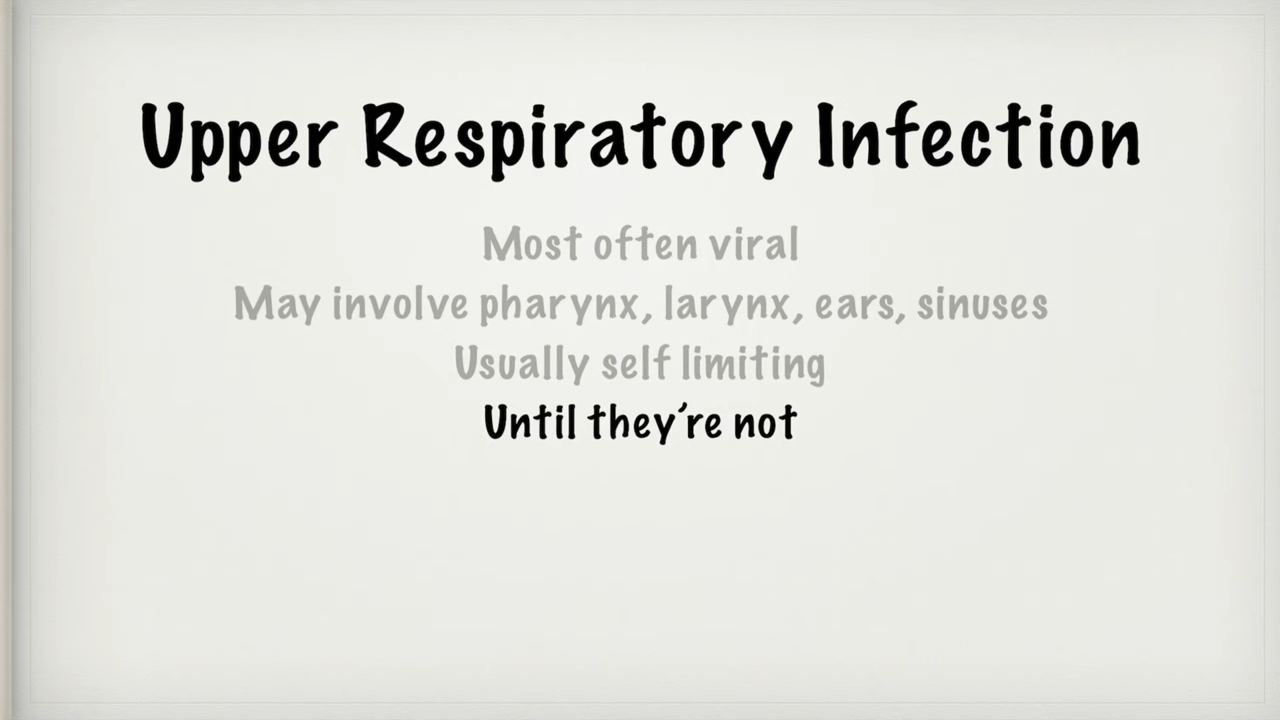 Upper Respiratory Infection
Most often viral
May involve pharynx, larynx, ears, sinuses
Usually self limiting
Until they’re not